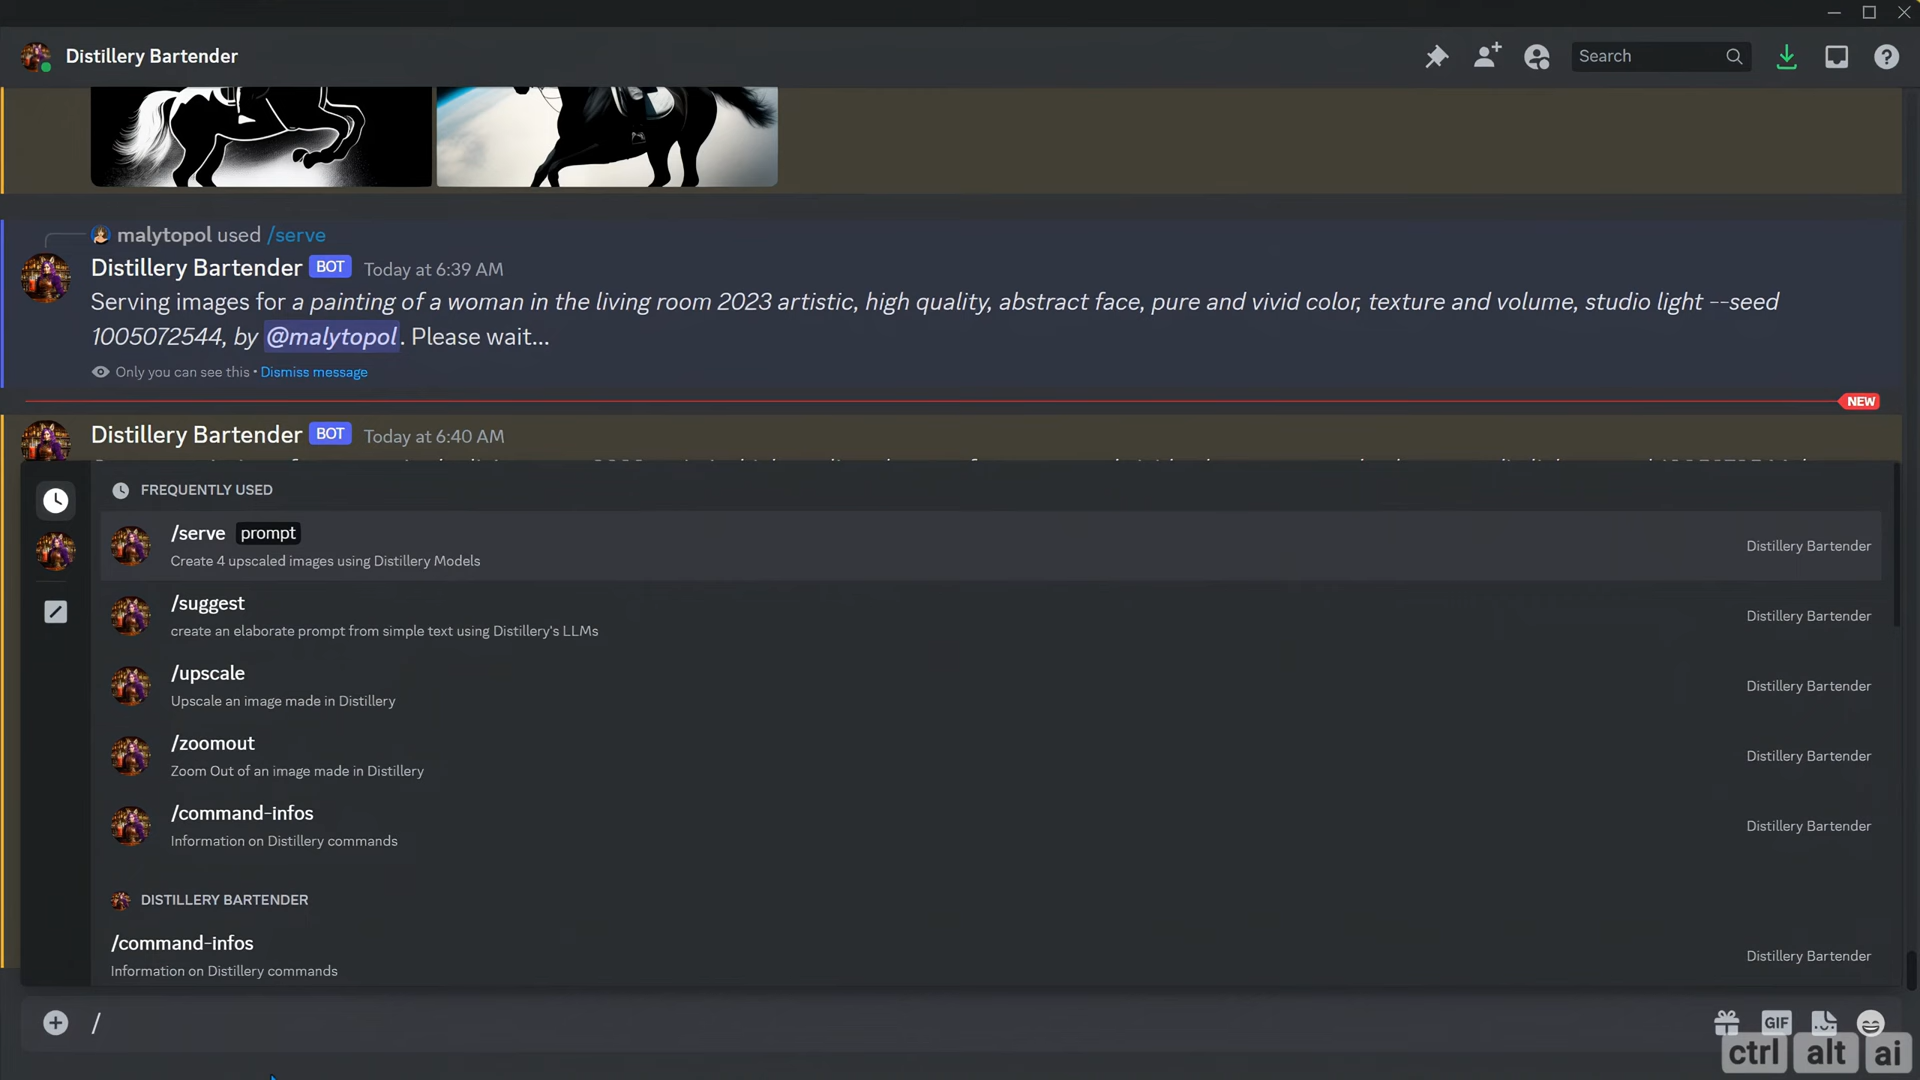 Distillery Bartender
Search
malytopol used /serve
Distillery Bartender BOT Today at 6:39 AM
Serving images for a painting of a woman in the living room 2023 artistic, high quality, abstract face, pure and vivid color, texture and volume, studio light --seed
1005072544, by @malytopol. Please wait...
Only you can see this • Dismiss message
NEW
Distillery Bartender BOT Today at 6:40 AM
FREQUENTLY USED
/serve prompt
Create 4 upscaled images using Distillery Models
Distillery Bartender
/suggest
create an elaborate prompt from simple text using Distillery's LLMs
Distillery Bartender
/upscale
Upscale an image made in Distillery
Distillery Bartender
/zoomout
Zoom Out of an image made in Distillery
Distillery Bartender
/command-infos
Information on Distillery commands
Distillery Bartender
DISTILLERY BARTENDER
/command-infos
Information on Distillery commands
Distillery Bartender
/
GIF
ctrl alt ai